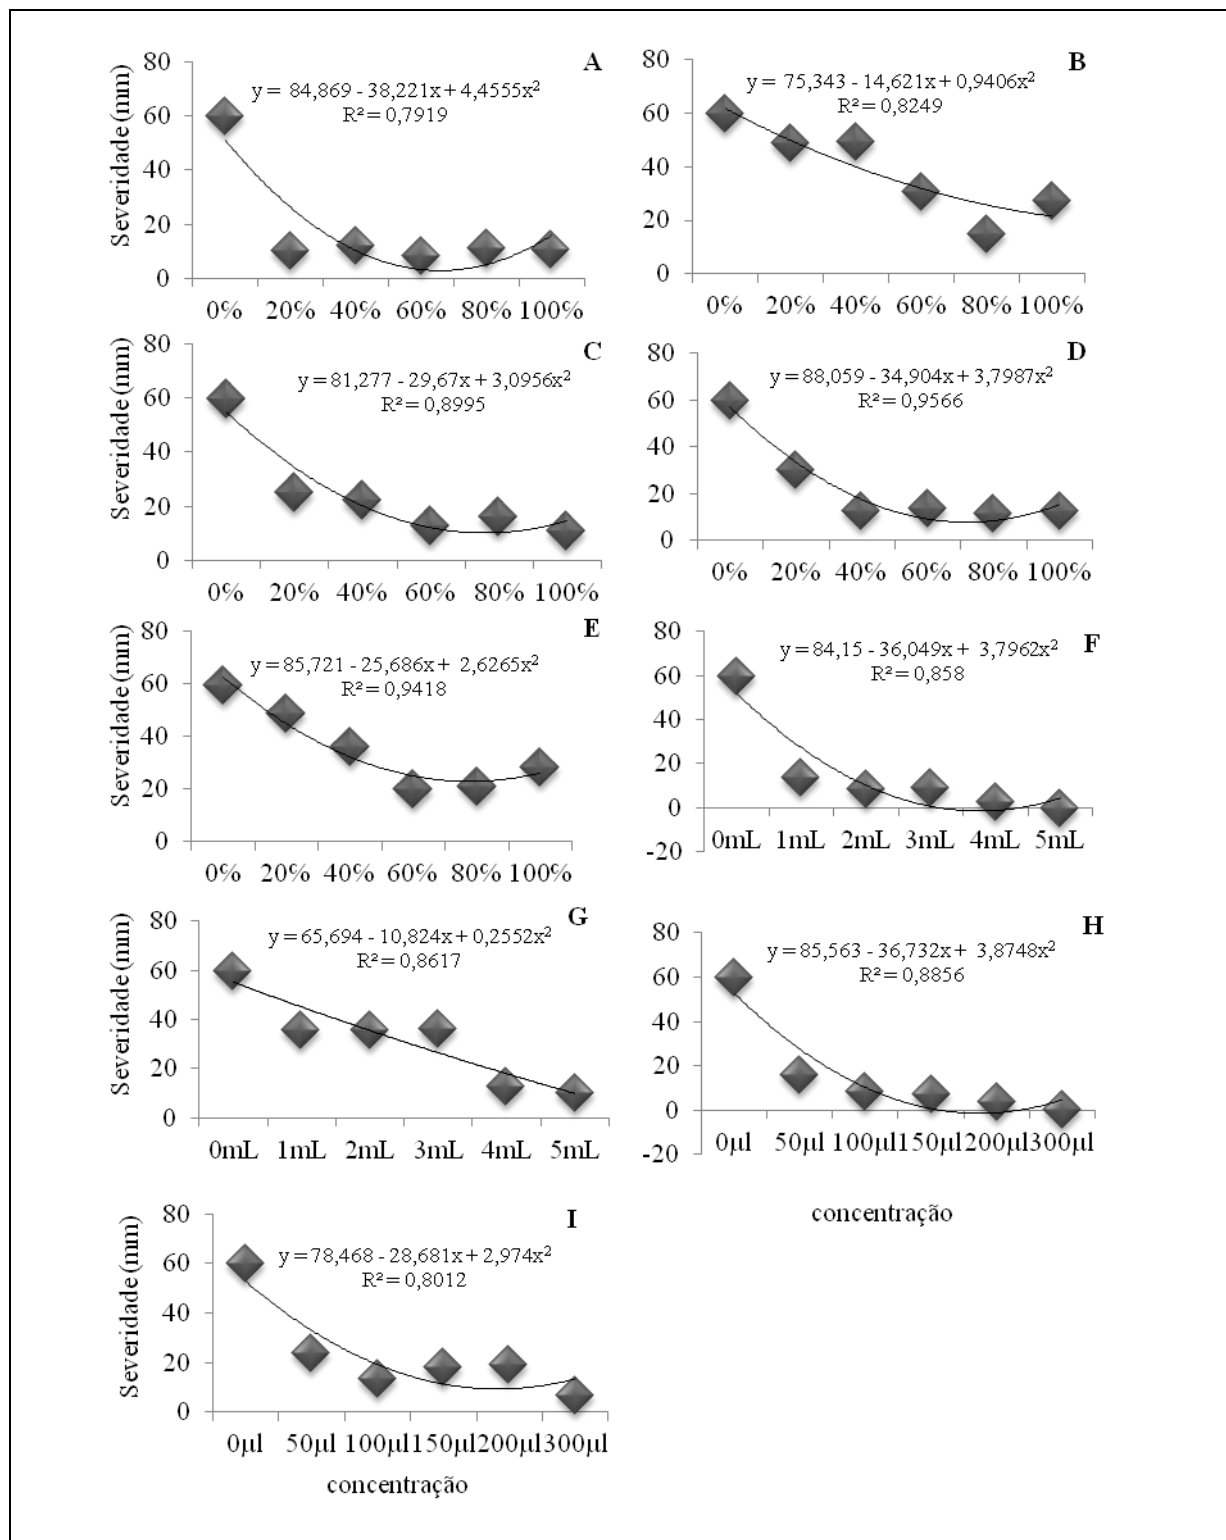 A
y = 84,869 - 38,221x + 4,4555x²
R² = 0,7919
Severidade (mm)
80
60
40
20
0
0% 20% 40% 60% 80% 100%
B
y = 75,343 - 14,621x + 0,9406x²
R² = 0,8249
80
60
40
20
0
0% 20% 40% 60% 80% 100%
C
y = 81,277 - 29,67x + 3,0956x²
R² = 0,8995
Severidade (mm)
80
60
40
20
0
0% 20% 40% 60% 80% 100%
D
y = 88,059 - 34,904x + 3,7987x²
R² = 0,9566
80
60
40
20
0
0% 20% 40% 60% 80% 100%
E
y = 85,721 - 25,686x + 2,6265x²
R² = 0,9418
Severidade (mm)
80
60
40
20
0
0% 20% 40% 60% 80% 100%
F
y = 84,15 - 36,049x + 3,7962x²
R² = 0,858
80
60
40
20
0
-20
0mL 1mL 2mL 3mL 4mL 5mL
G
y = 65,694 - 10,824x + 0,2552x²
R² = 0,8617
Severidade (mm)
80
60
40
20
0
0mL 1mL 2mL 3mL 4mL 5mL
H
y = 85,563 - 36,732x + 3,8748x²
R² = 0,8856
80
60
40
20
0
-20
0µl 50µl 100µl 150µl 200µl 300µl
concentração
I
y = 78,468 - 28,681x + 2,974x²
R² = 0,8012
Severidade (mm)
80
60
40
20
0
0µl 50µl 100µl 150µl 200µl 300µl
concentração